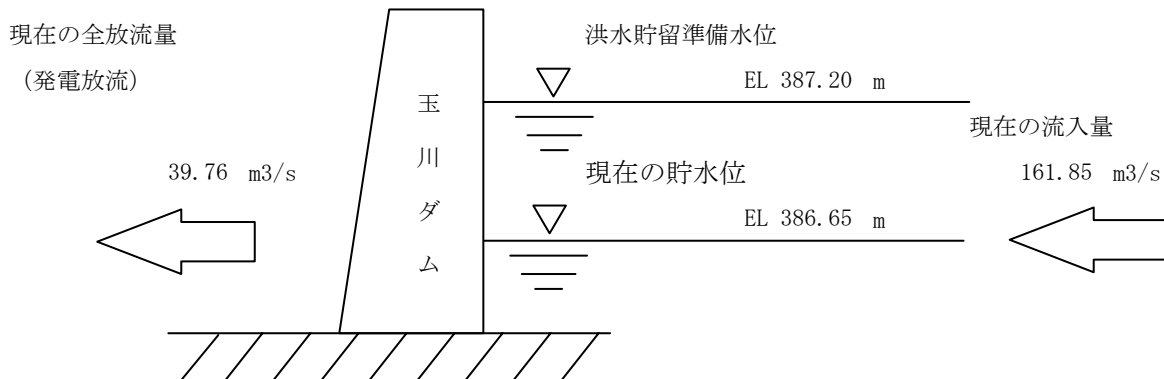 現在の全放流量
（発電放流）
39.76 m3/s
玉川ダム
洪水貯留準備水位
EL 387.20 m
現在の貯水位
EL 386.65 m
現在の流入量
161.85 m3/s